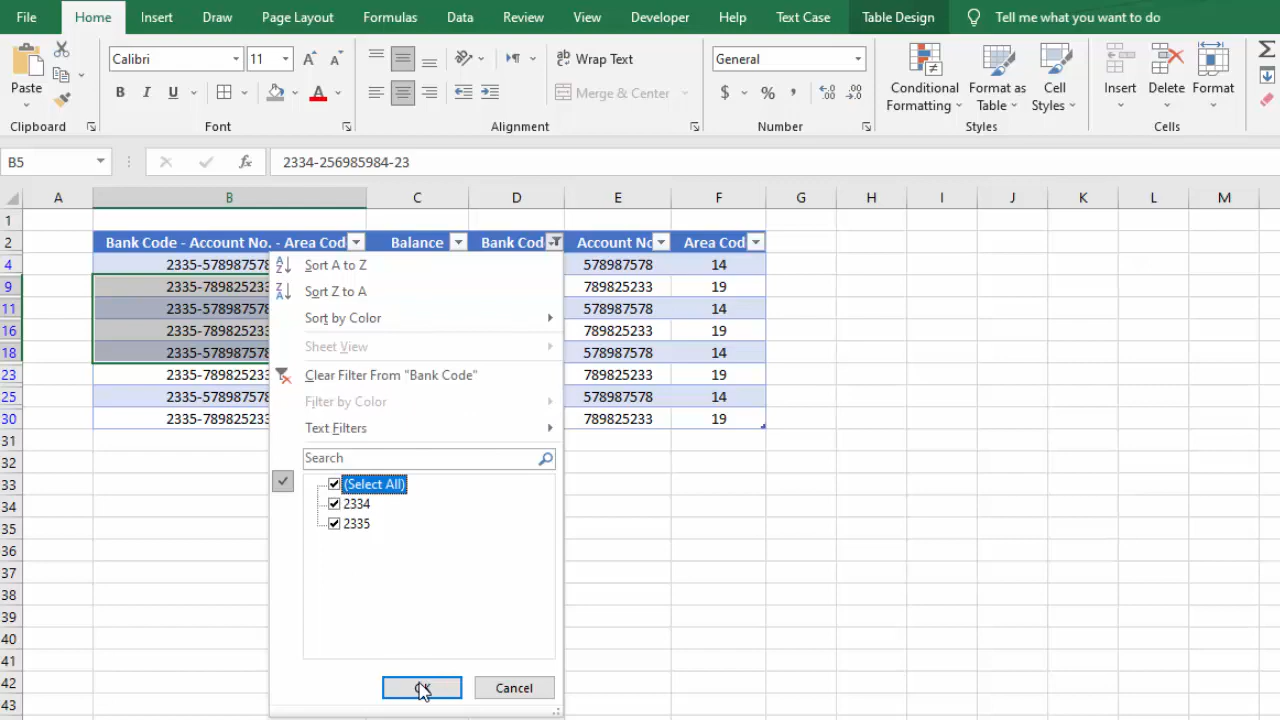 File Home Insert Draw Page Layout Formulas Data Review View Developer Help Text Case Table Design Tell me what you want to do
Paste
Calibri 11 A A
B I U A
Wrap Text
Merge & Center
General
$ % ,
Conditional Formatting
Format as Table
Cell Styles
Insert Delete Format
Clipboard Font Alignment Number Styles Cells
B5 fx 2334-256985984-23
A B C D E F G H I J K L M
1
2 Bank Code - Account No. - Area Cod Balance Bank Cod Account No Area Cod
4 2335-578987578 578987578 14
9 2335-789825233 789825233 19
11 2335-578987578 578987578 14
16 2335-789825233 789825233 19
18 2335-578987578 578987578 14
23 2335-789825233 789825233 19
25 2335-578987578 578987578 14
30 2335-789825233 789825233 19
31
32
33
34
35
36
37
38
39
40
41
42
43
Sort A to Z
Sort Z to A
Sort by Color
Sheet View
Clear Filter From "Bank Code"
Filter by Color
Text Filters
Search
(Select All)
2334
2335
Cancel